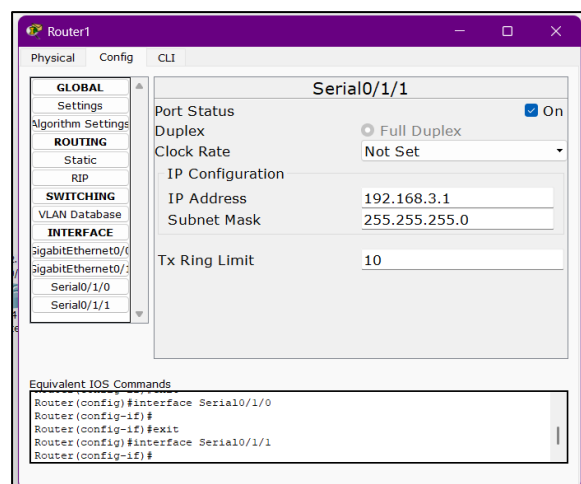 Router1
Physical Config CLI
GLOBAL
Settings
Algorithm Settings
ROUTING
Static
RIP
SWITCHING
VLAN Database
INTERFACE
GigabitEthernet0/
GigabitEthernet0/
Serial0/1/0
Serial0/1/1
Serial0/1/1
Port Status On
Duplex Full Duplex
Clock Rate Not Set
IP Configuration
IP Address 192.168.3.1
Subnet Mask 255.255.255.0
Tx Ring Limit 10
Equivalent IOS Commands
Router(config)#interface Serial0/1/0
Router(config-if)#
Router(config-if)#exit
Router(config)#interface Serial0/1/1
Router(config-if)#